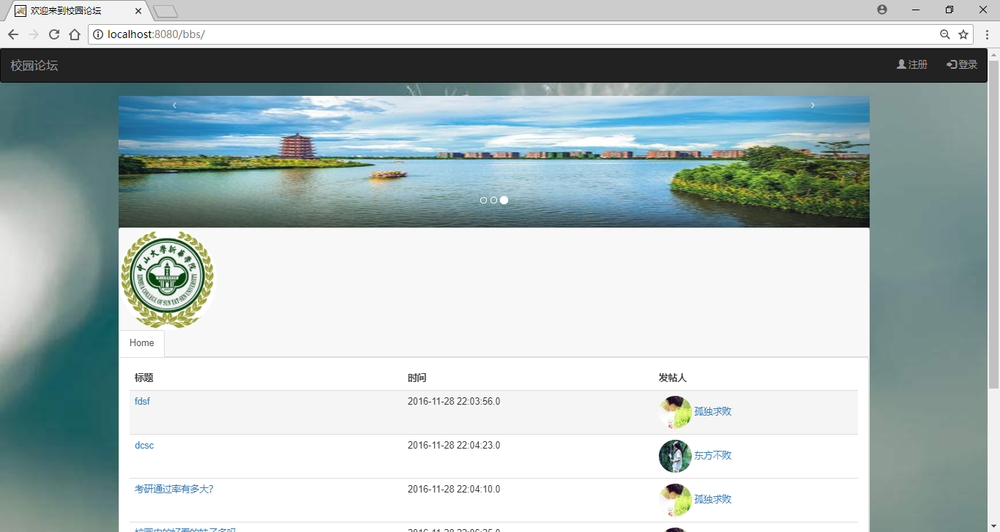 欢迎来到校园论坛
localhost:8080/bbs/
校园论坛
注册
登录
中山大学新华学院
XINHUA COLLEGE OF SUN YAT-SEN UNIVERSITY
Home
标题 时间 发帖人
fdsf 2016-11-28 22:03:56.0 孤独求败
dcsc 2016-11-28 22:04:23.0 东方不败
考研通过率有多大? 2016-11-28 22:04:10.0 孤独求败